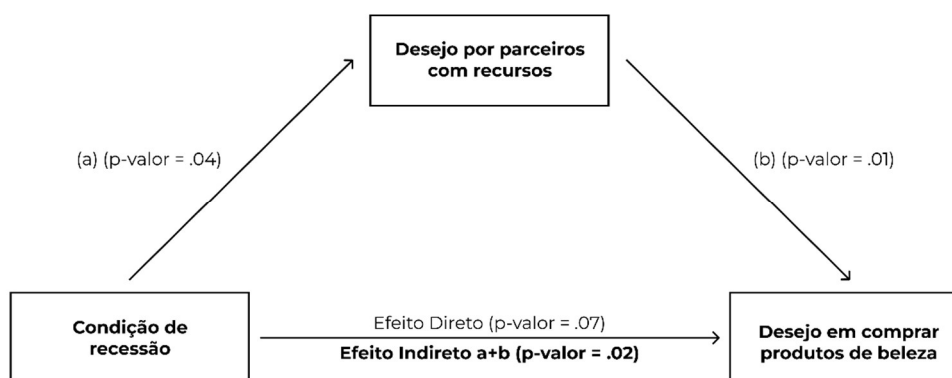 Desejo por parceiros
com recursos
(a) (p-valor = .04)
(b) (p-valor = .01)
Condição de
recessão
Efeito Direto (p-valor = .07)
Efeito Indireto a+b (p-valor = .02)
Desejo em comprar
produtos de beleza